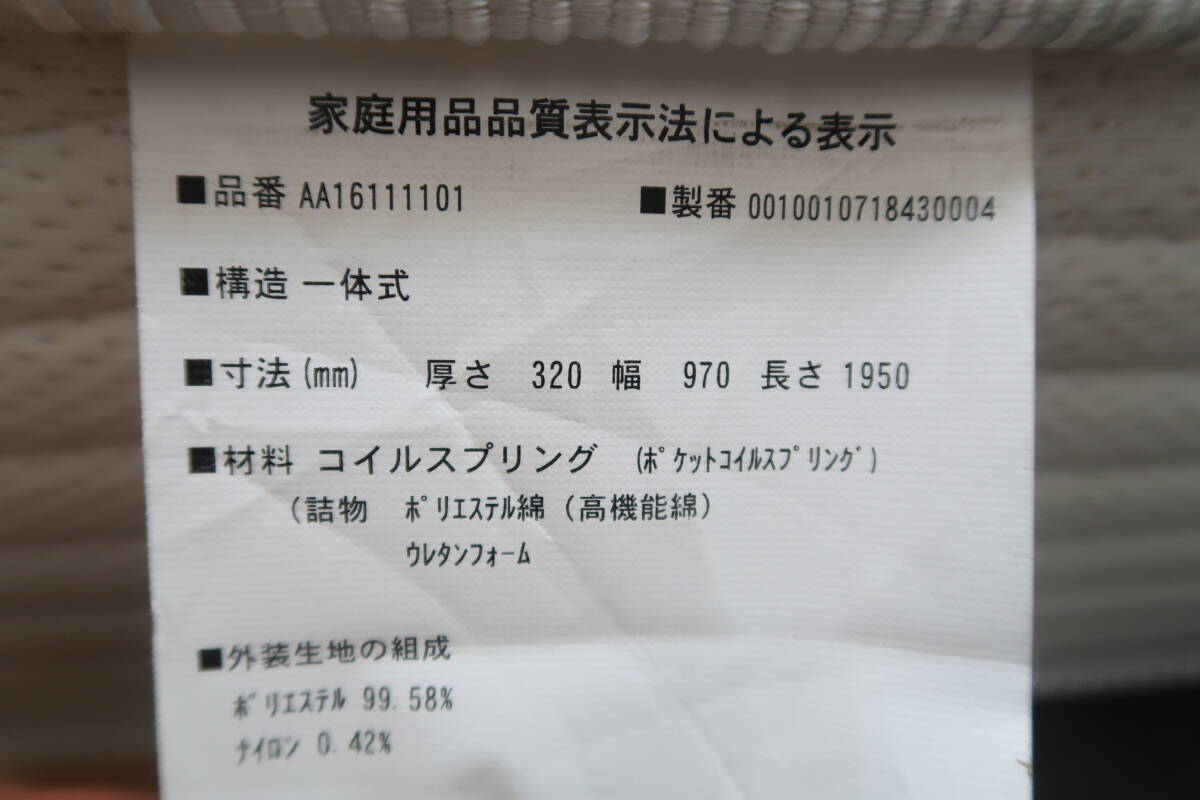 家庭用品品質表示法による表示
■品番 AA16111101 ■製番 0010010718430004
■構造 一体式
■寸法(mm) 厚さ 320 幅 970 長さ 1950
■材料 コイルスプリング (ﾎﾟｹｯﾄｺｲﾙｽﾌﾟﾘﾝｸﾞ)
(詰物 ﾎﾟﾘｴｽﾃﾙ綿(高機能綿)
ｳﾚﾀﾝﾌｫｰﾑ
■外装生地の組成
ﾎﾟﾘｴｽﾃﾙ 99.58%
ﾅｲﾛﾝ 0.42%